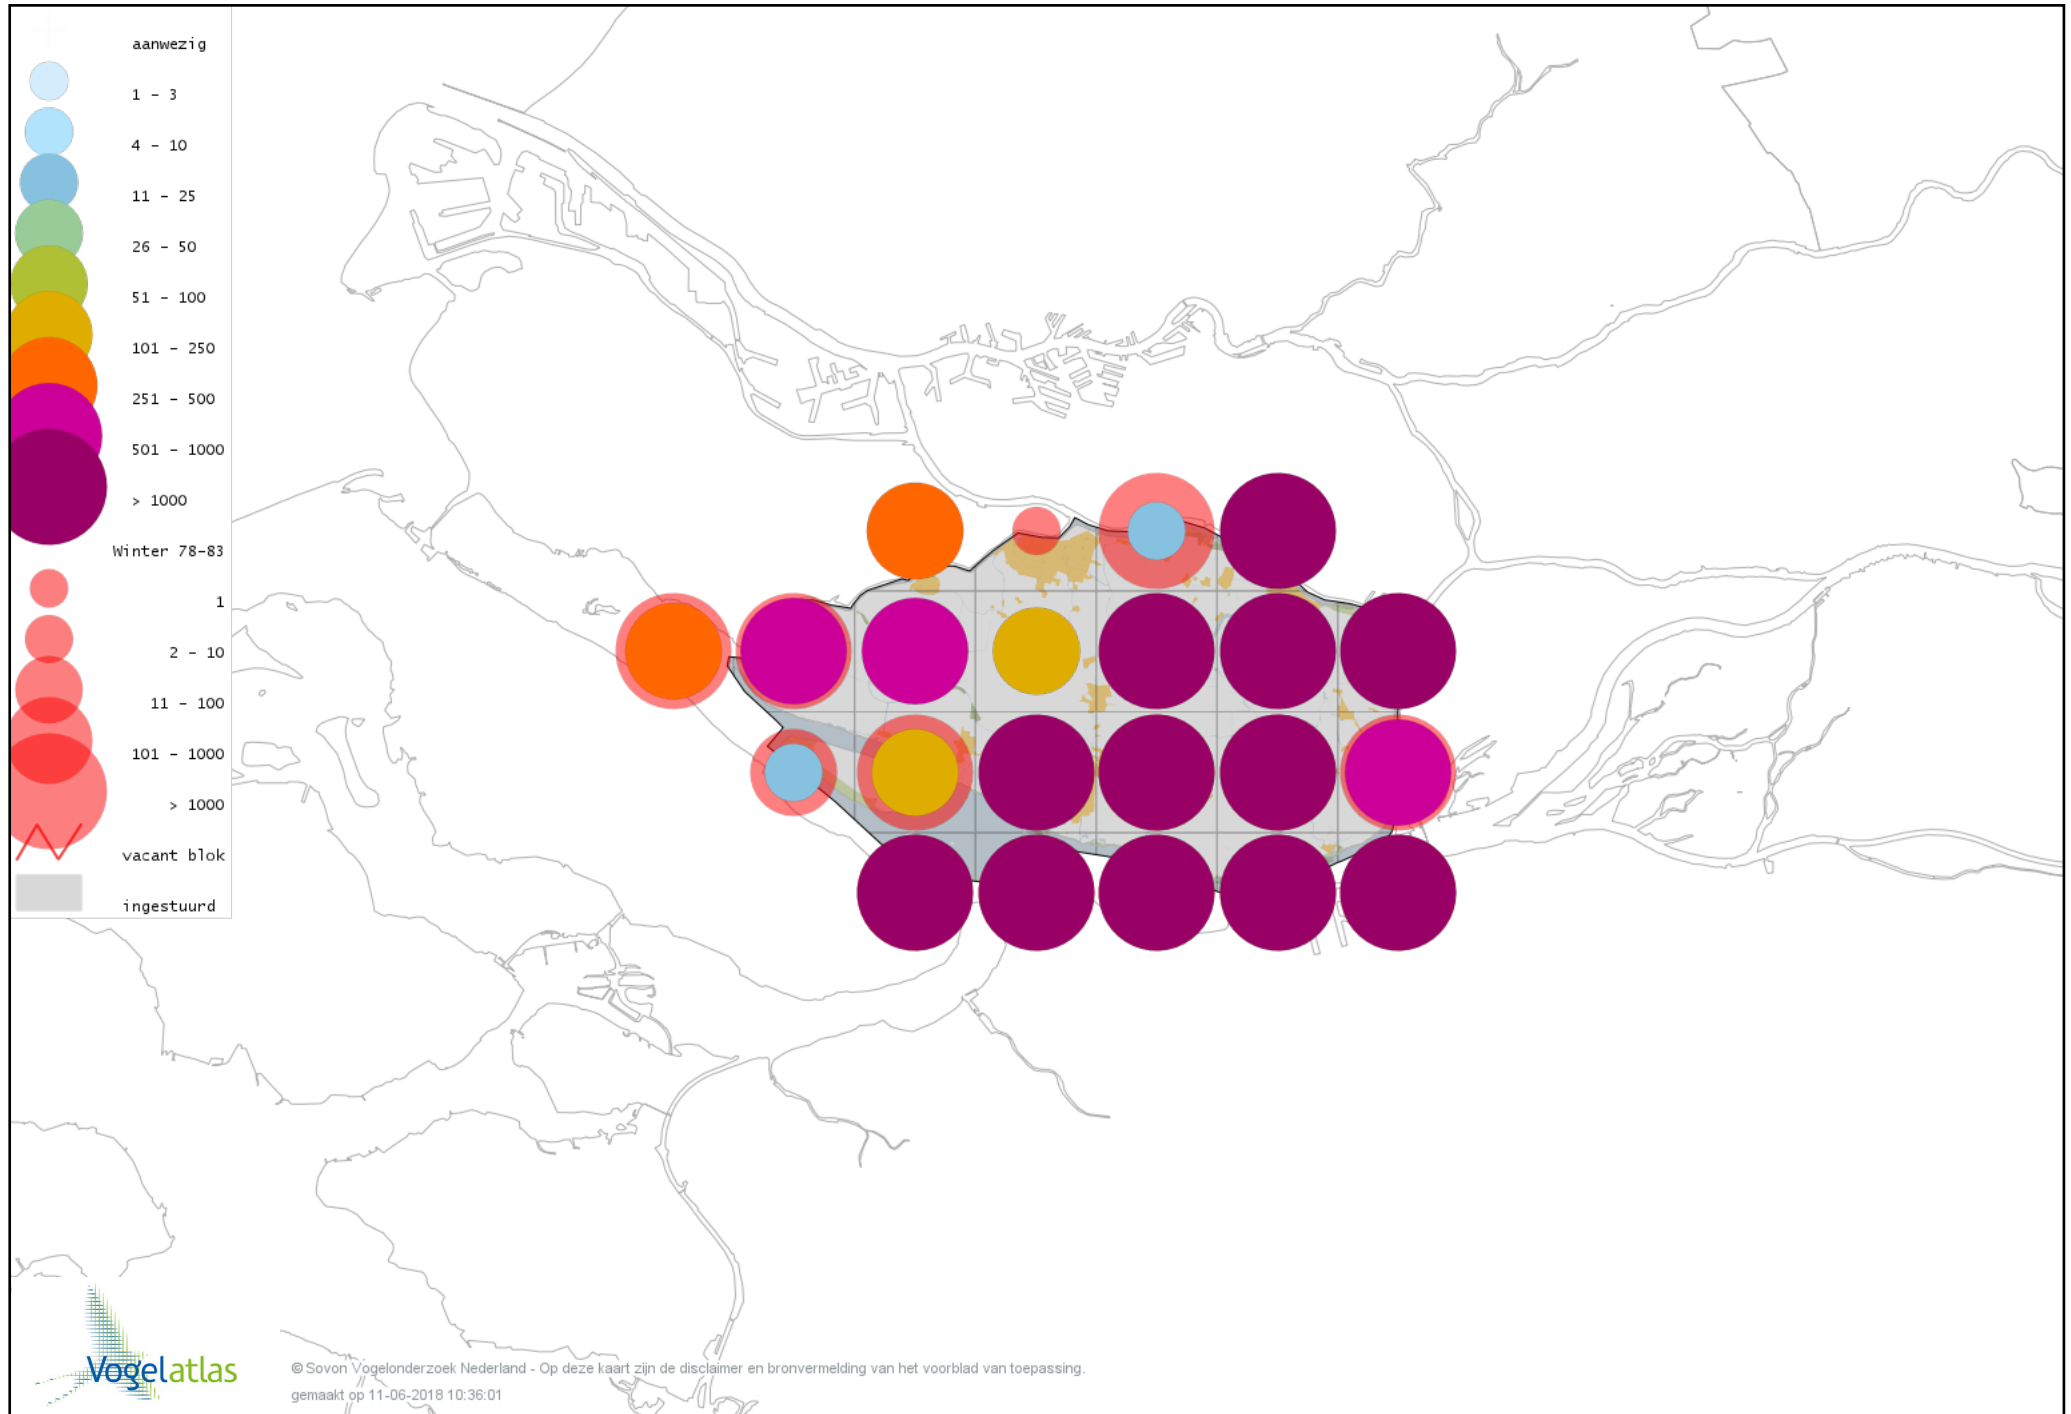 aanwezig
1 - 3
4 - 10
11 - 25
26 - 50
51 - 100
101 - 250
251 - 500
501 - 1000
> 1000
Winter 78-83
1
2 - 10
11 - 100
101 - 1000
> 1000
vacant blok
ingestuurd
Vogelatlas
© Sovon Vogelonderzoek Nederland - Op deze kaart zijn de disclaimer en bronvermelding van het voorblad van toepassing.
gemaakt op 11-06-2018 10:36:01